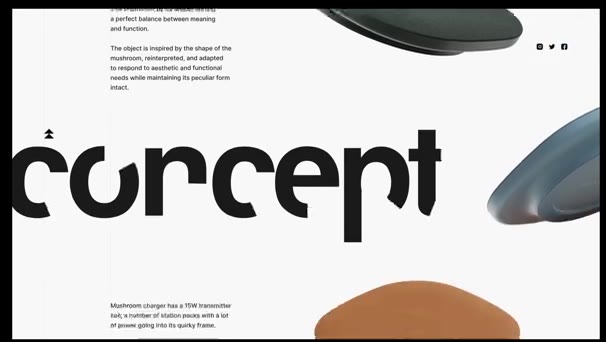 a perfect balance between meaning
and function.
The object is inspired by the shape of the
mushroom, reinterpreted, and adapted
to respond to aesthetic and functional
needs while maintaining its peculiar form
intact.
concept
Mushroom charger has a 15W transmitter
a number of station packs with a lot
of power going into its quirky frame.